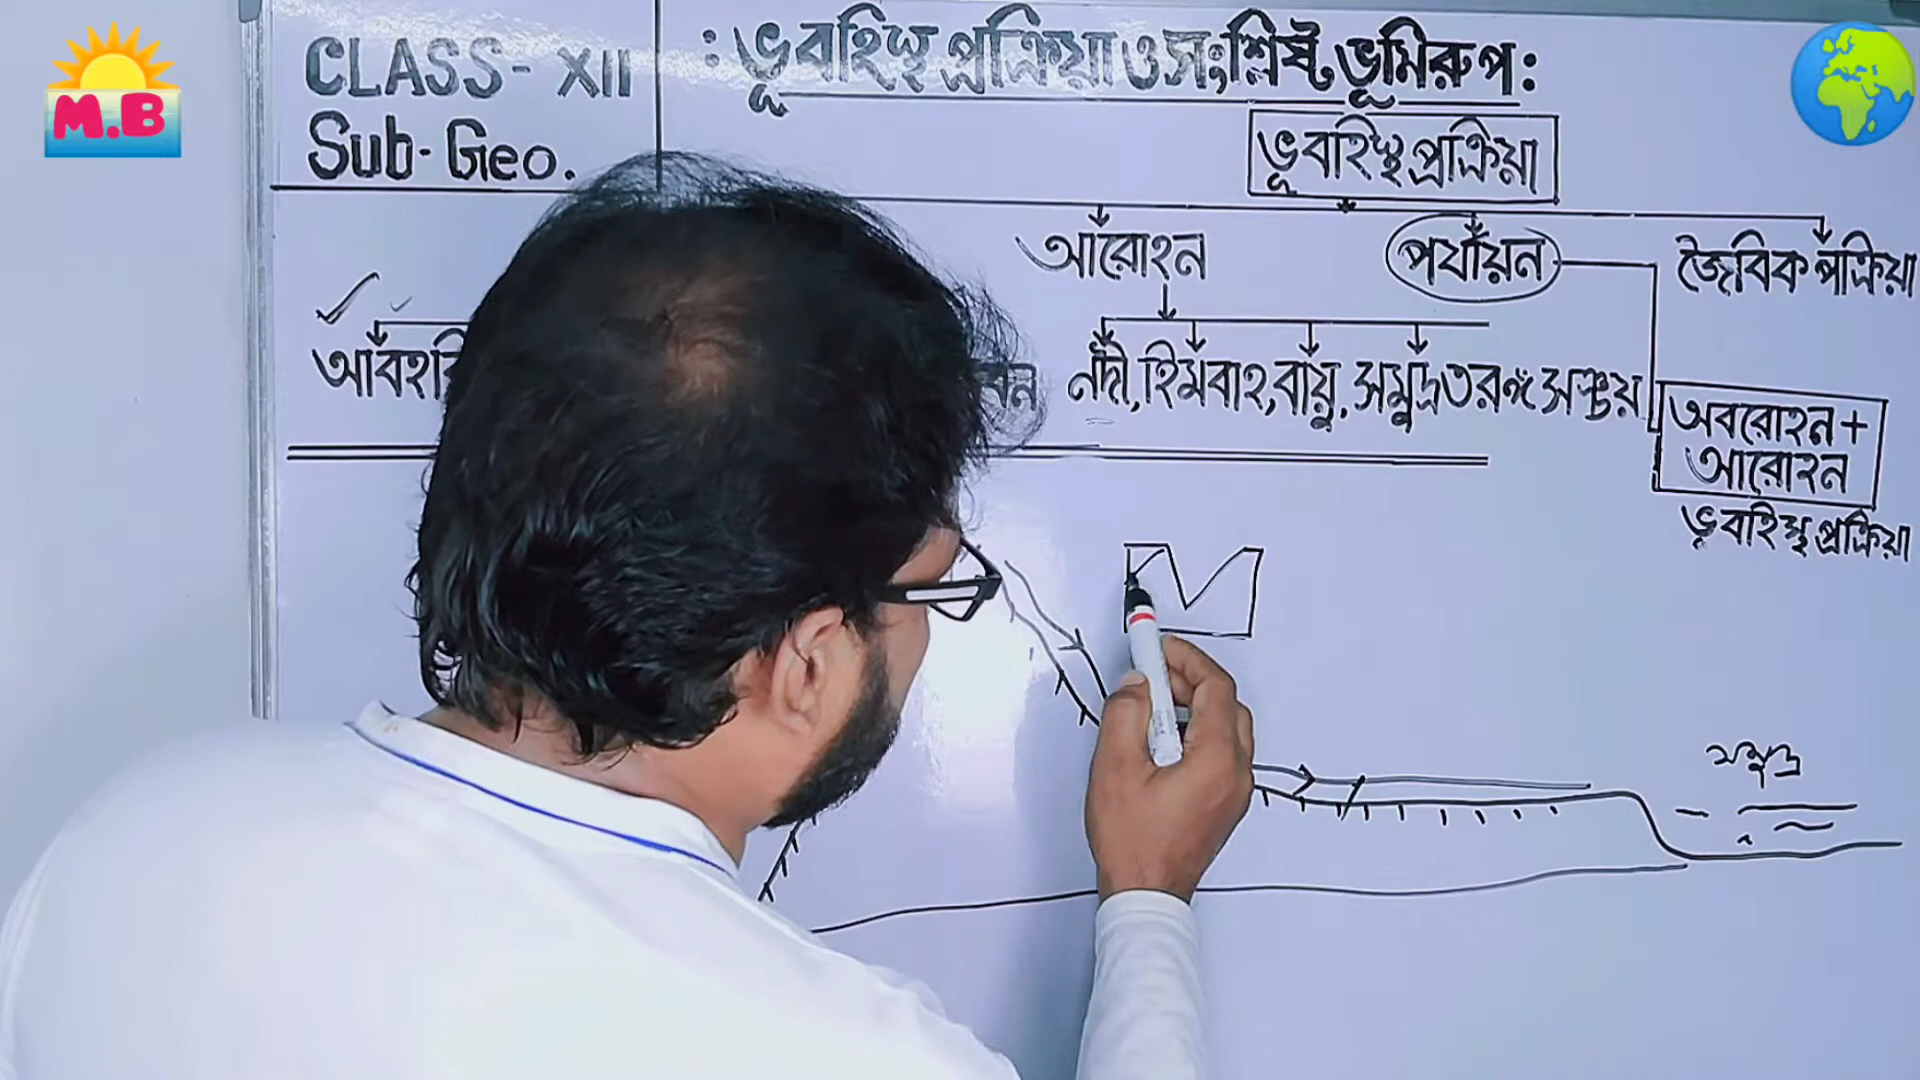 M.B
CLASS- XII
: ভূবহিস্থ প্রক্রিয়া ও সংশ্লিষ্ট ভূমিরুপ :
Sub- Geo.
ভূবহিস্থ প্রক্রিয়া
আরোহন
পর্যায়ন
জৈবিক প্রক্রিয়া
নদী, হিমবাহ, বায়ু, সমুদ্রতরঙ্গ সঞ্চয়
অবরোহন +
আরোহন
ভূবহিস্থ প্রক্রিয়া
সমুদ্র